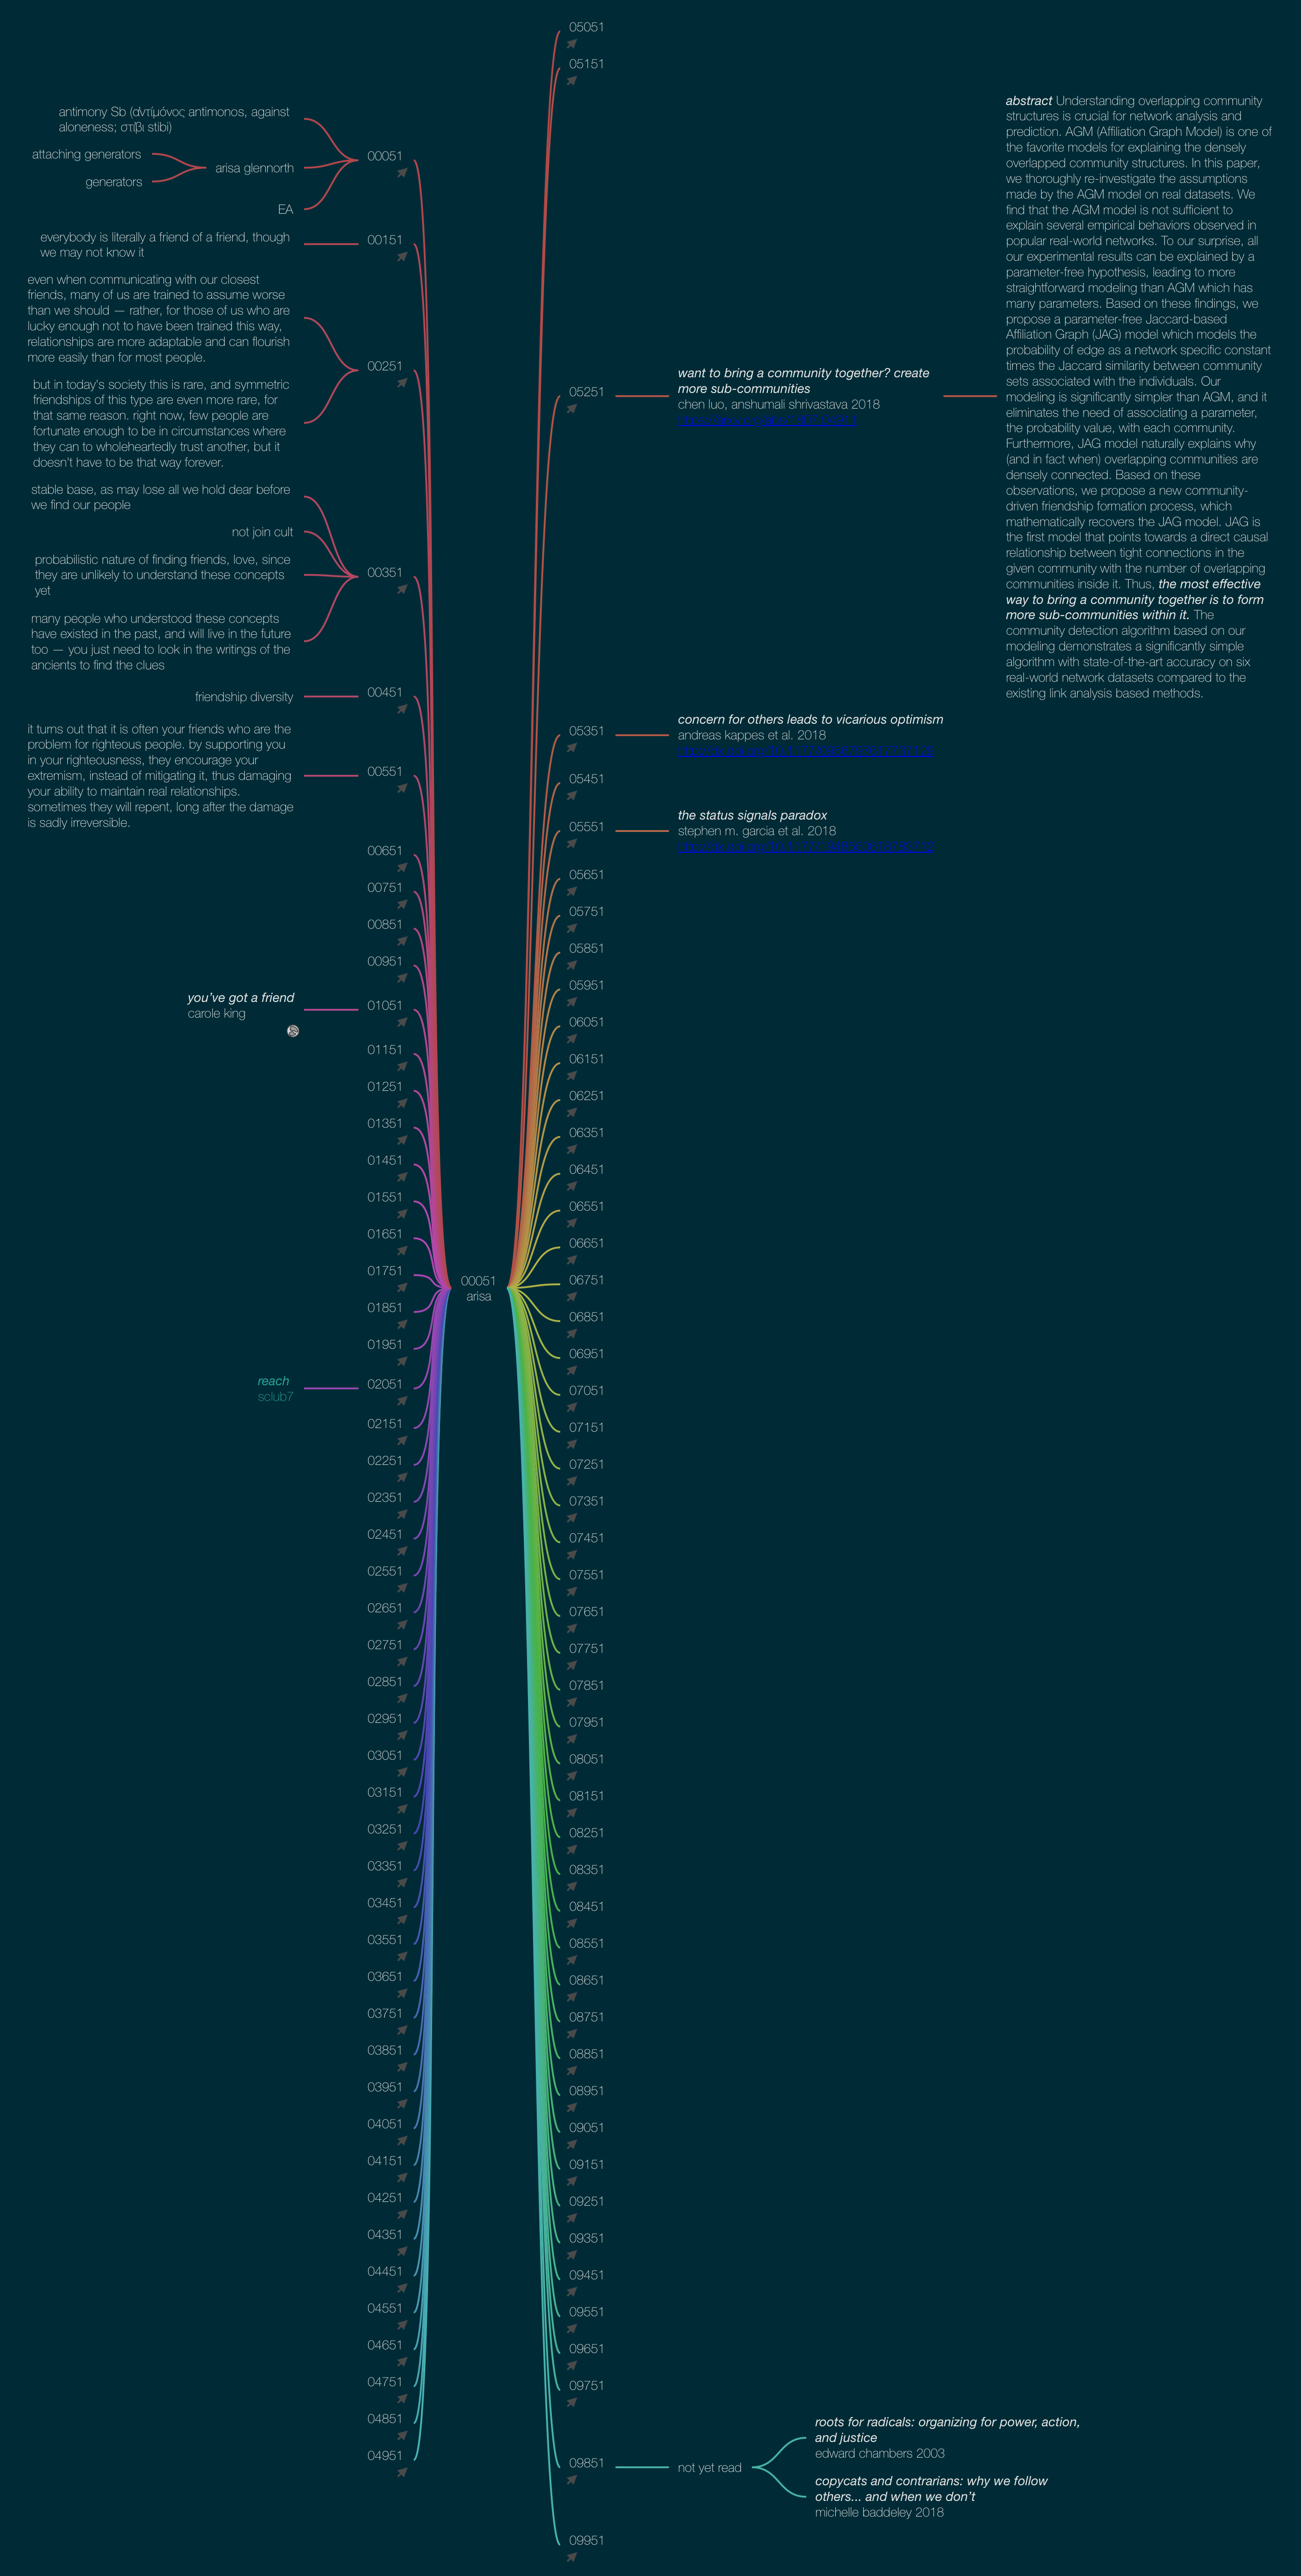 antimony Sb (ἀντίμόνος antimonos, against
aloneness; στίβι stibi)
attaching generators
generators
arisa glennorth
EA
00051
everybody is literally a friend of a friend, though
we may not know it
00151
even when communicating with our closest
friends, many of us are trained to assume worse
than we should — rather, for those of us who are
lucky enough not to have been trained this way,
relationships are more adaptable and can flourish
more easily than for most people.
but in today's society this is rare, and symmetric
friendships of this type are even more rare, for
that same reason. right now, few people are
fortunate enough to be in circumstances where
they can to wholeheartedly trust another, but it
doesn't have to be that way forever.
00251
stable base, as may lose all we hold dear before
we find our people
not join cult
probabilistic nature of finding friends, love, since
they are unlikely to understand these concepts
yet
many people who understood these concepts
have existed in the past, and will live in the future
too — you just need to look in the writings of the
ancients to find the clues
00351
friendship diversity
00451
it turns out that it is often your friends who are the
problem for righteous people. by supporting you
in your righteousness, they encourage your
extremism, instead of mitigating it, thus damaging
your ability to maintain real relationships.
sometimes they will repent, long after the damage
is sadly irreversible.
00551
00651
00751
00851
00951
you've got a friend
carole king
01051
01151
01251
01351
01451
01551
01651
01751
01851
01951
reach
sclub7
02051
02151
02251
02351
02451
02551
02651
02751
02851
02951
03051
03151
03251
03351
03451
03551
03651
03751
03851
03951
04051
04151
04251
04351
04451
04551
04651
04751
04851
04951
00051
arisa
05051
05151
05251
want to bring a community together? create
more sub-communities
chen luo, anshumali shrivastava 2018
abstract Understanding overlapping community
structures is crucial for network analysis and
prediction. AGM (Affiliation Graph Model) is one of
the favorite models for explaining the densely
overlapped community structures. In this paper,
we thoroughly re-investigate the assumptions
made by the AGM model on real datasets. We
find that the AGM model is not sufficient to
explain several empirical behaviors observed in
popular real-world networks. To our surprise, all
our experimental results can be explained by a
parameter-free hypothesis, leading to more
straightforward modeling than AGM which has
many parameters. Based on these findings, we
propose a parameter-free Jaccard-based
Affiliation Graph (JAG) model which models the
probability of edge as a network specific constant
times the Jaccard similarity between community
sets associated with the individuals. Our
modeling is significantly simpler than AGM, and it
eliminates the need of associating a parameter,
the probability value, with each community.
Furthermore, JAG model naturally explains why
(and in fact when) overlapping communities are
densely connected. Based on these
observations, we propose a new community-
driven friendship formation process, which
mathematically recovers the JAG model. JAG is
the first model that points towards a direct causal
relationship between tight connections in the
given community with the number of overlapping
communities inside it. Thus, the most effective
way to bring a community together is to form
more sub-communities within it. The
community detection algorithm based on our
modeling demonstrates a significantly simple
algorithm with state-of-the-art accuracy on six
real-world network datasets compared to the
existing link analysis based methods.
05351
concern for others leads to vicarious optimism
andreas kappes et al. 2018
05451
05551
the status signals paradox
stephen m. garcia et al. 2018
05651
05751
05851
05951
06051
06151
06251
06351
06451
06551
06651
06751
06851
06951
07051
07151
07251
07351
07451
07551
07651
07751
07851
07951
08051
08151
08251
08351
08451
08551
08651
08751
08851
08951
09051
09151
09251
09351
09451
09551
09651
09751
09851
not yet read
roots for radicals: organizing for power, action,
and justice
edward chambers 2003
copycats and contrarians: why we follow
others... and when we don't
michelle baddeley 2018
09951